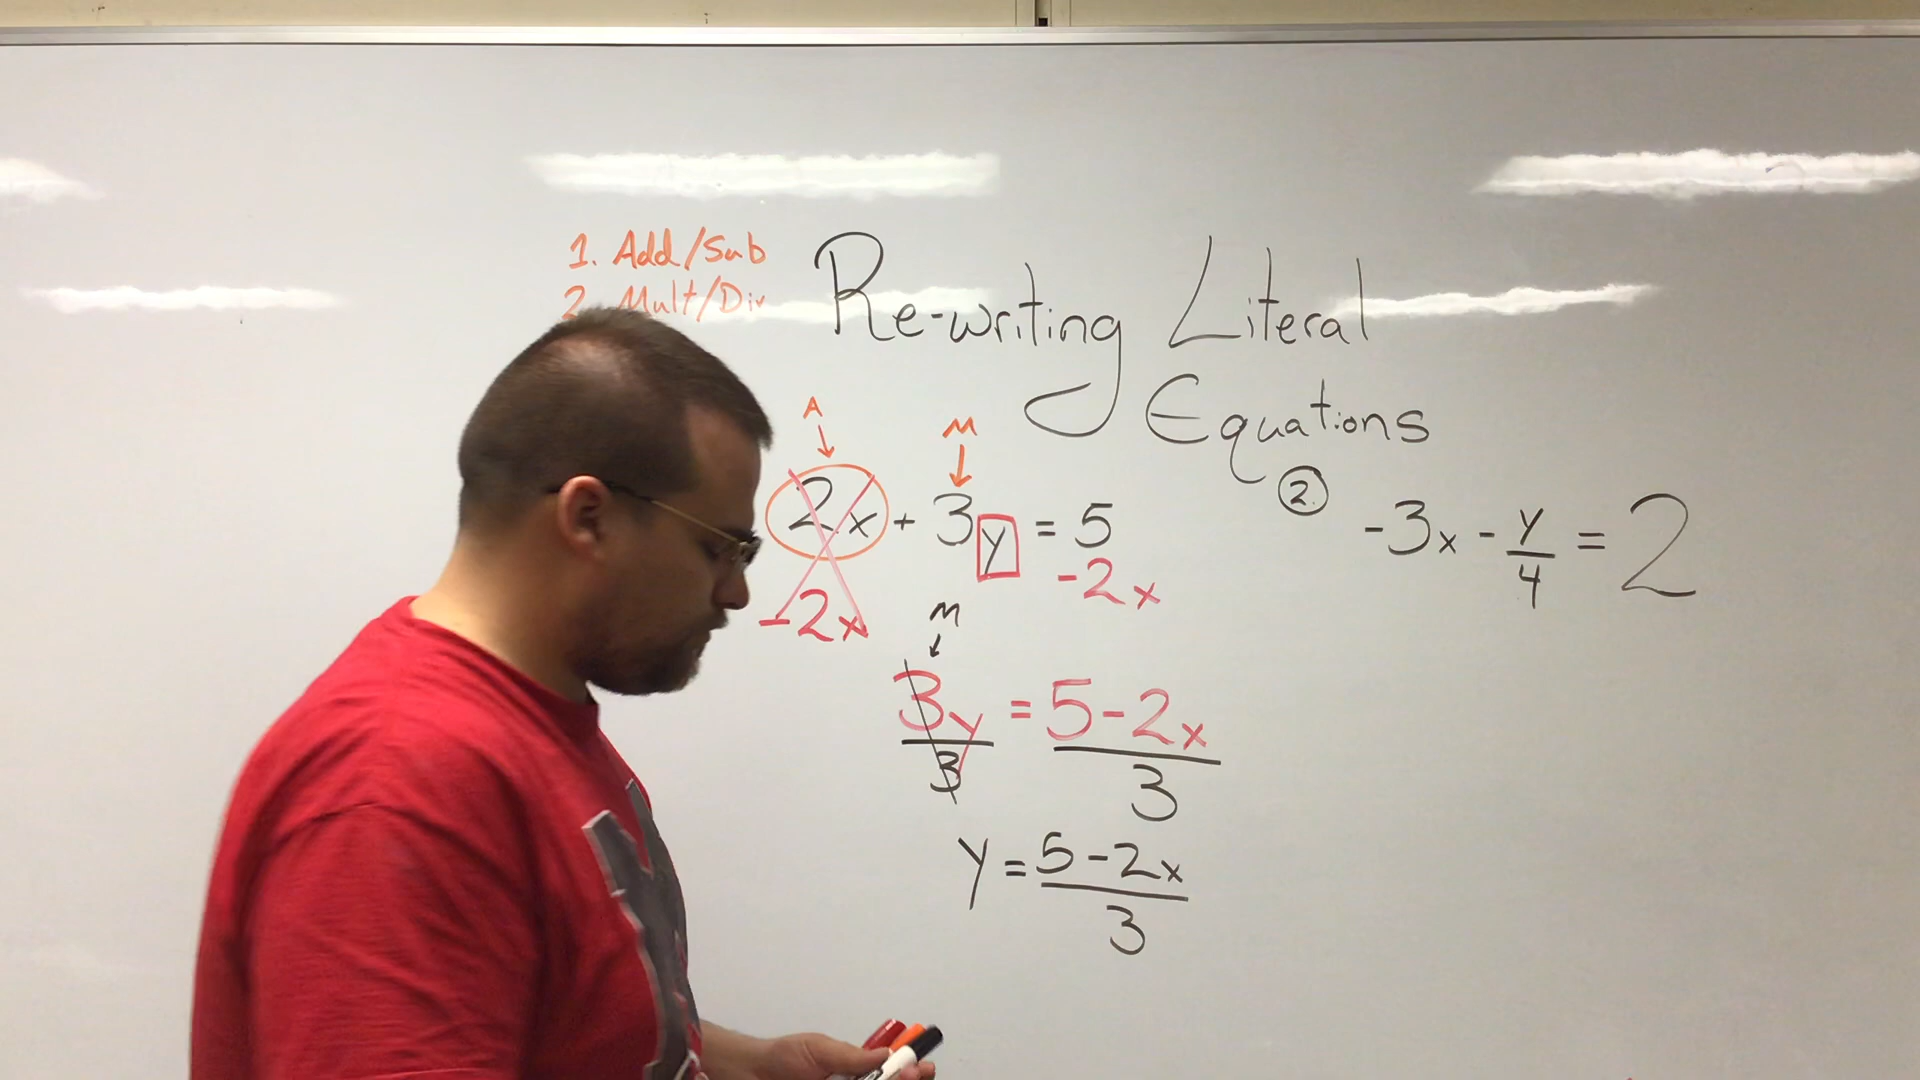 1. Add/Sub
2. Mult/Div
Re-writing Literal
Equations
A
M
2x + 3y = 5
-2x -2x
M
3y = 5-2x
3 3
y = 5-2x
3
2. -3x - y/4 = 2